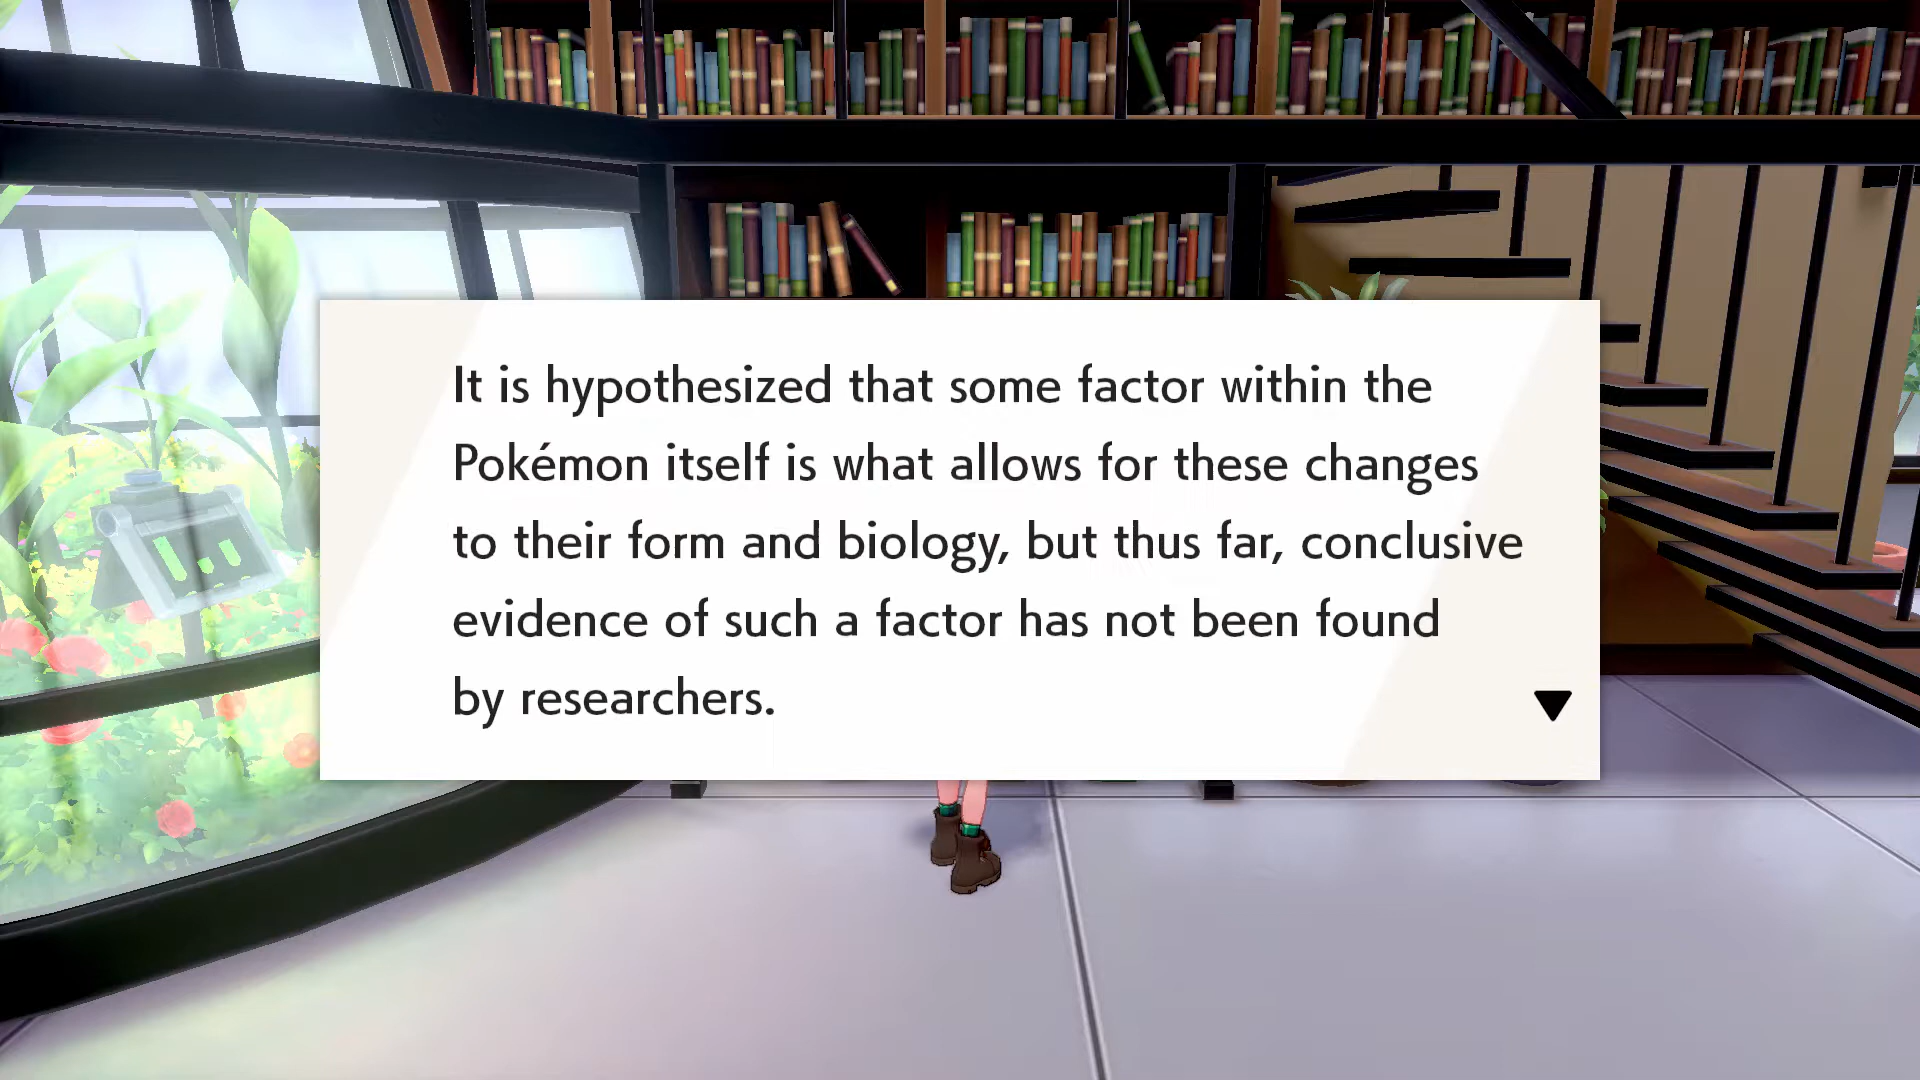 It is hypothesized that some factor within the
Pokémon itself is what allows for these changes
to their form and biology, but thus far, conclusive
evidence of such a factor has not been found
by researchers.